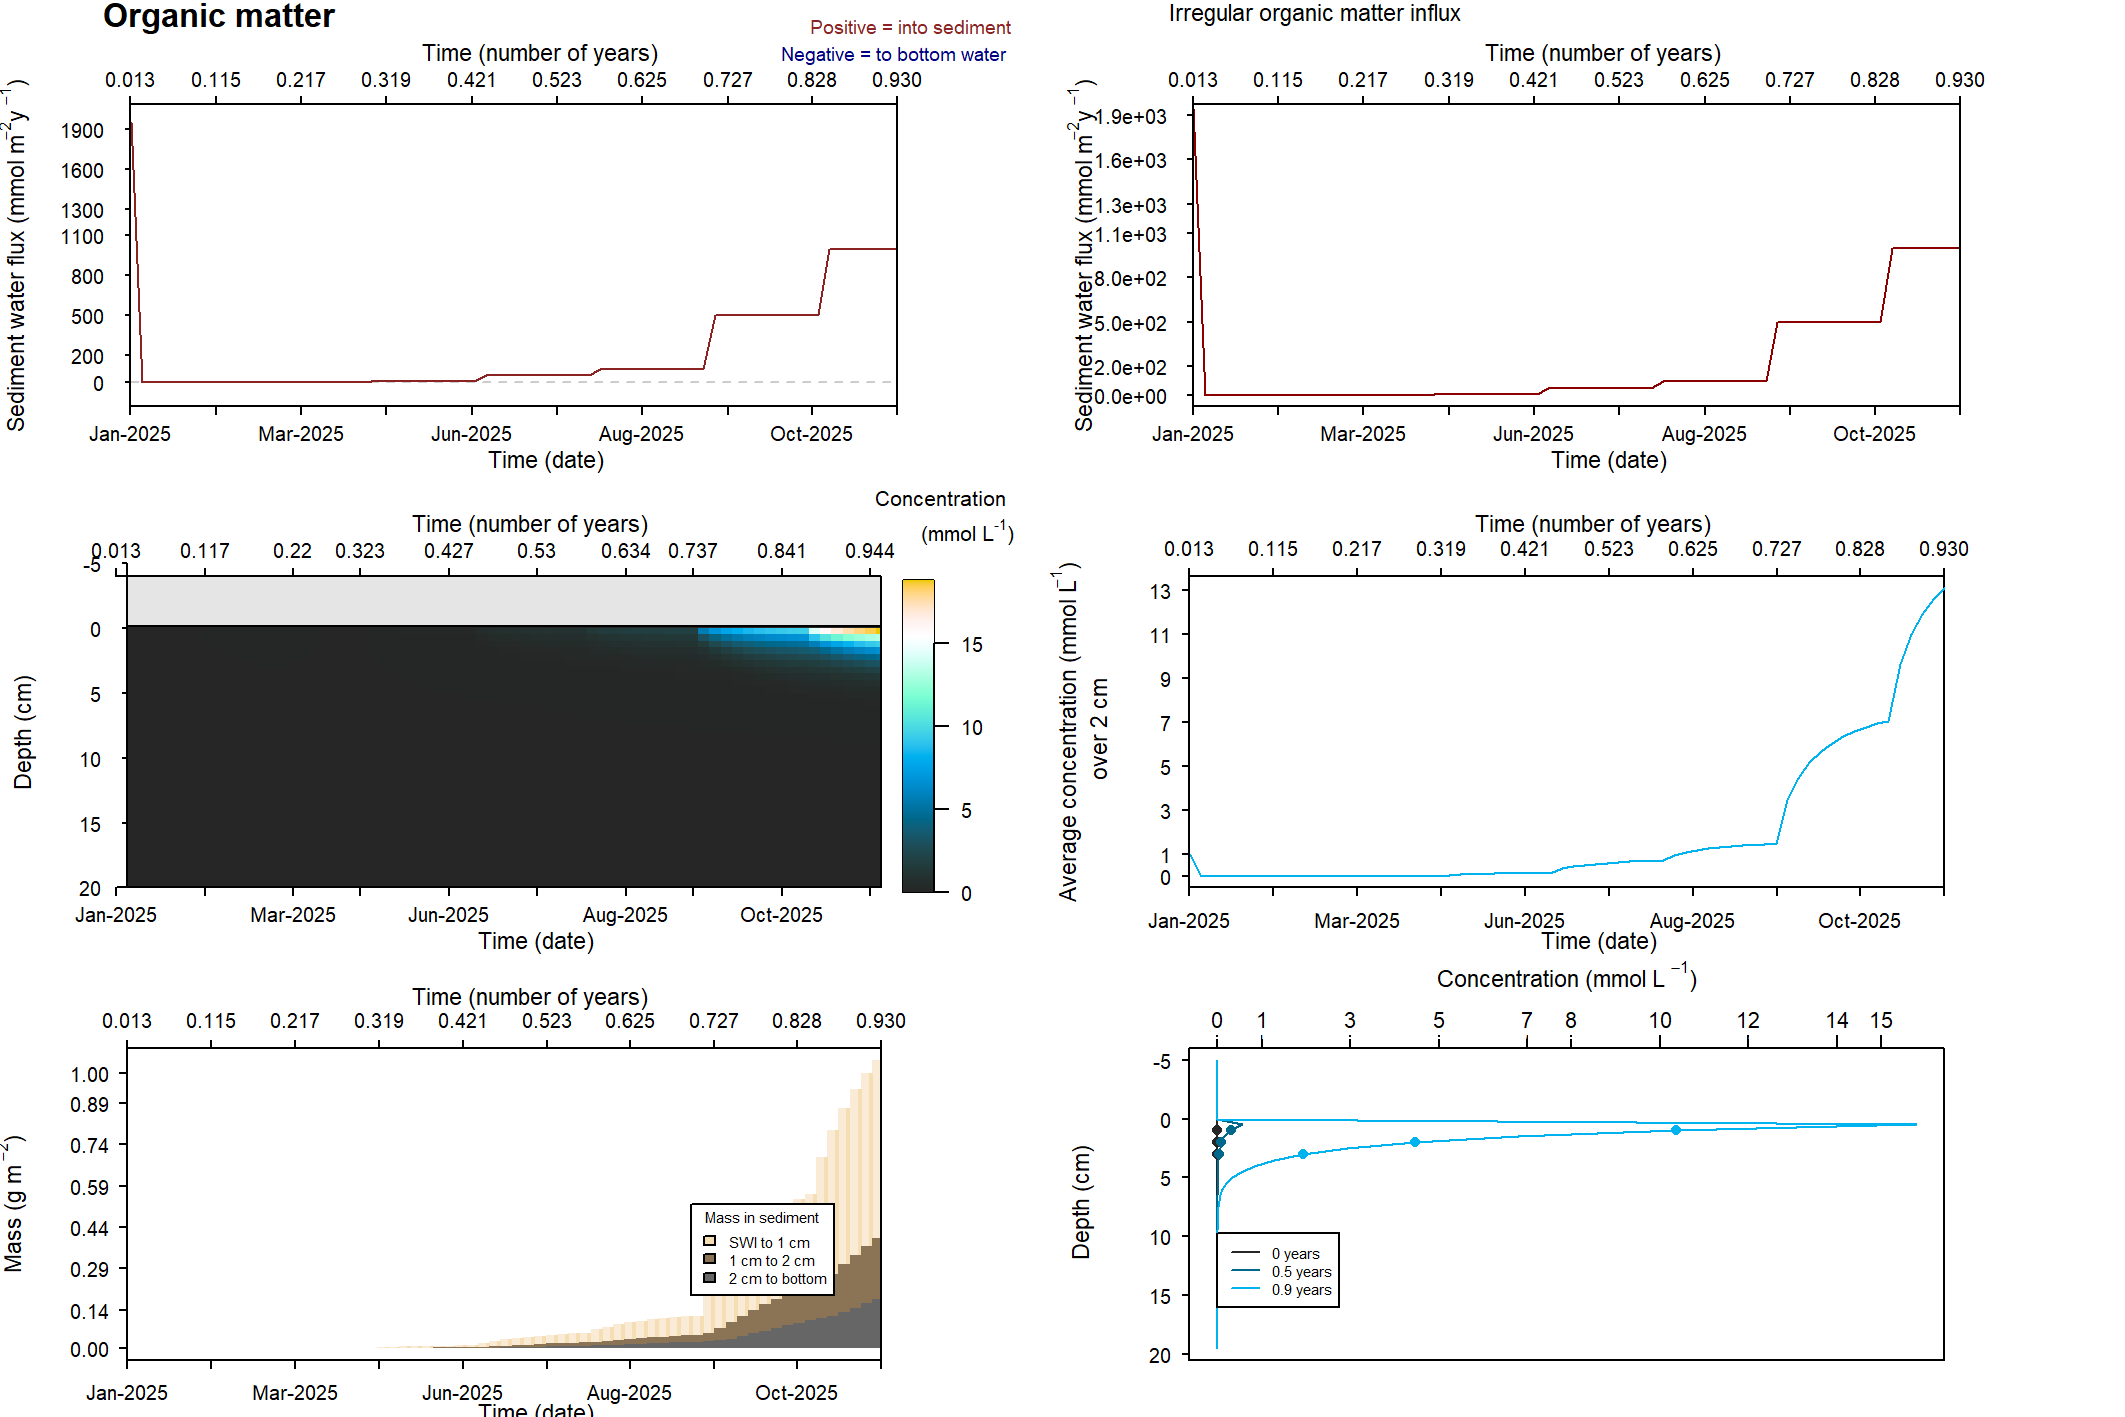 Organic matter
Positive = into sediment
Negative = to bottom water
Time (number of years)
0.013 0.115 0.217 0.319 0.421 0.523 0.625 0.727 0.828 0.930
Sediment water flux (mmol m−2y−1)
1900
1600
1300
1100
800
500
200
0
Jan-2025 Mar-2025 Jun-2025 Aug-2025 Oct-2025
Time (date)
Irregular organic matter influx
Time (number of years)
0.013 0.115 0.217 0.319 0.421 0.523 0.625 0.727 0.828 0.930
Sediment water flux (mmol m−2y−1)
1.9e+03
1.6e+03
1.3e+03
1.1e+03
8.0e+02
5.0e+02
2.0e+02
0.0e+00
Jan-2025 Mar-2025 Jun-2025 Aug-2025 Oct-2025
Time (date)
Concentration
(mmol L-1)
Time (number of years)
0.013 0.117 0.22 0.323 0.427 0.53 0.634 0.737 0.841 0.944
Depth (cm)
-5
0
5
10
15
20
15
10
5
0
Jan-2025 Mar-2025 Jun-2025 Aug-2025 Oct-2025
Time (date)
Time (number of years)
0.013 0.115 0.217 0.319 0.421 0.523 0.625 0.727 0.828 0.930
Average concentration (mmol L−1)
over 2 cm
13
11
9
7
5
3
1
0
Jan-2025 Mar-2025 Jun-2025 Aug-2025 Oct-2025
Time (date)
Time (number of years)
0.013 0.115 0.217 0.319 0.421 0.523 0.625 0.727 0.828 0.930
Mass (g m−2)
1.00
0.89
0.74
0.59
0.44
0.29
0.14
0.00
Mass in sediment
SWI to 1 cm
1 cm to 2 cm
2 cm to bottom
Jan-2025 Mar-2025 Jun-2025 Aug-2025 Oct-2025
Time (date)
Concentration (mmol L −1)
0 1 3 5 7 8 10 12 14 15
Depth (cm)
-5
0
5
10
15
20
0 years
0.5 years
0.9 years